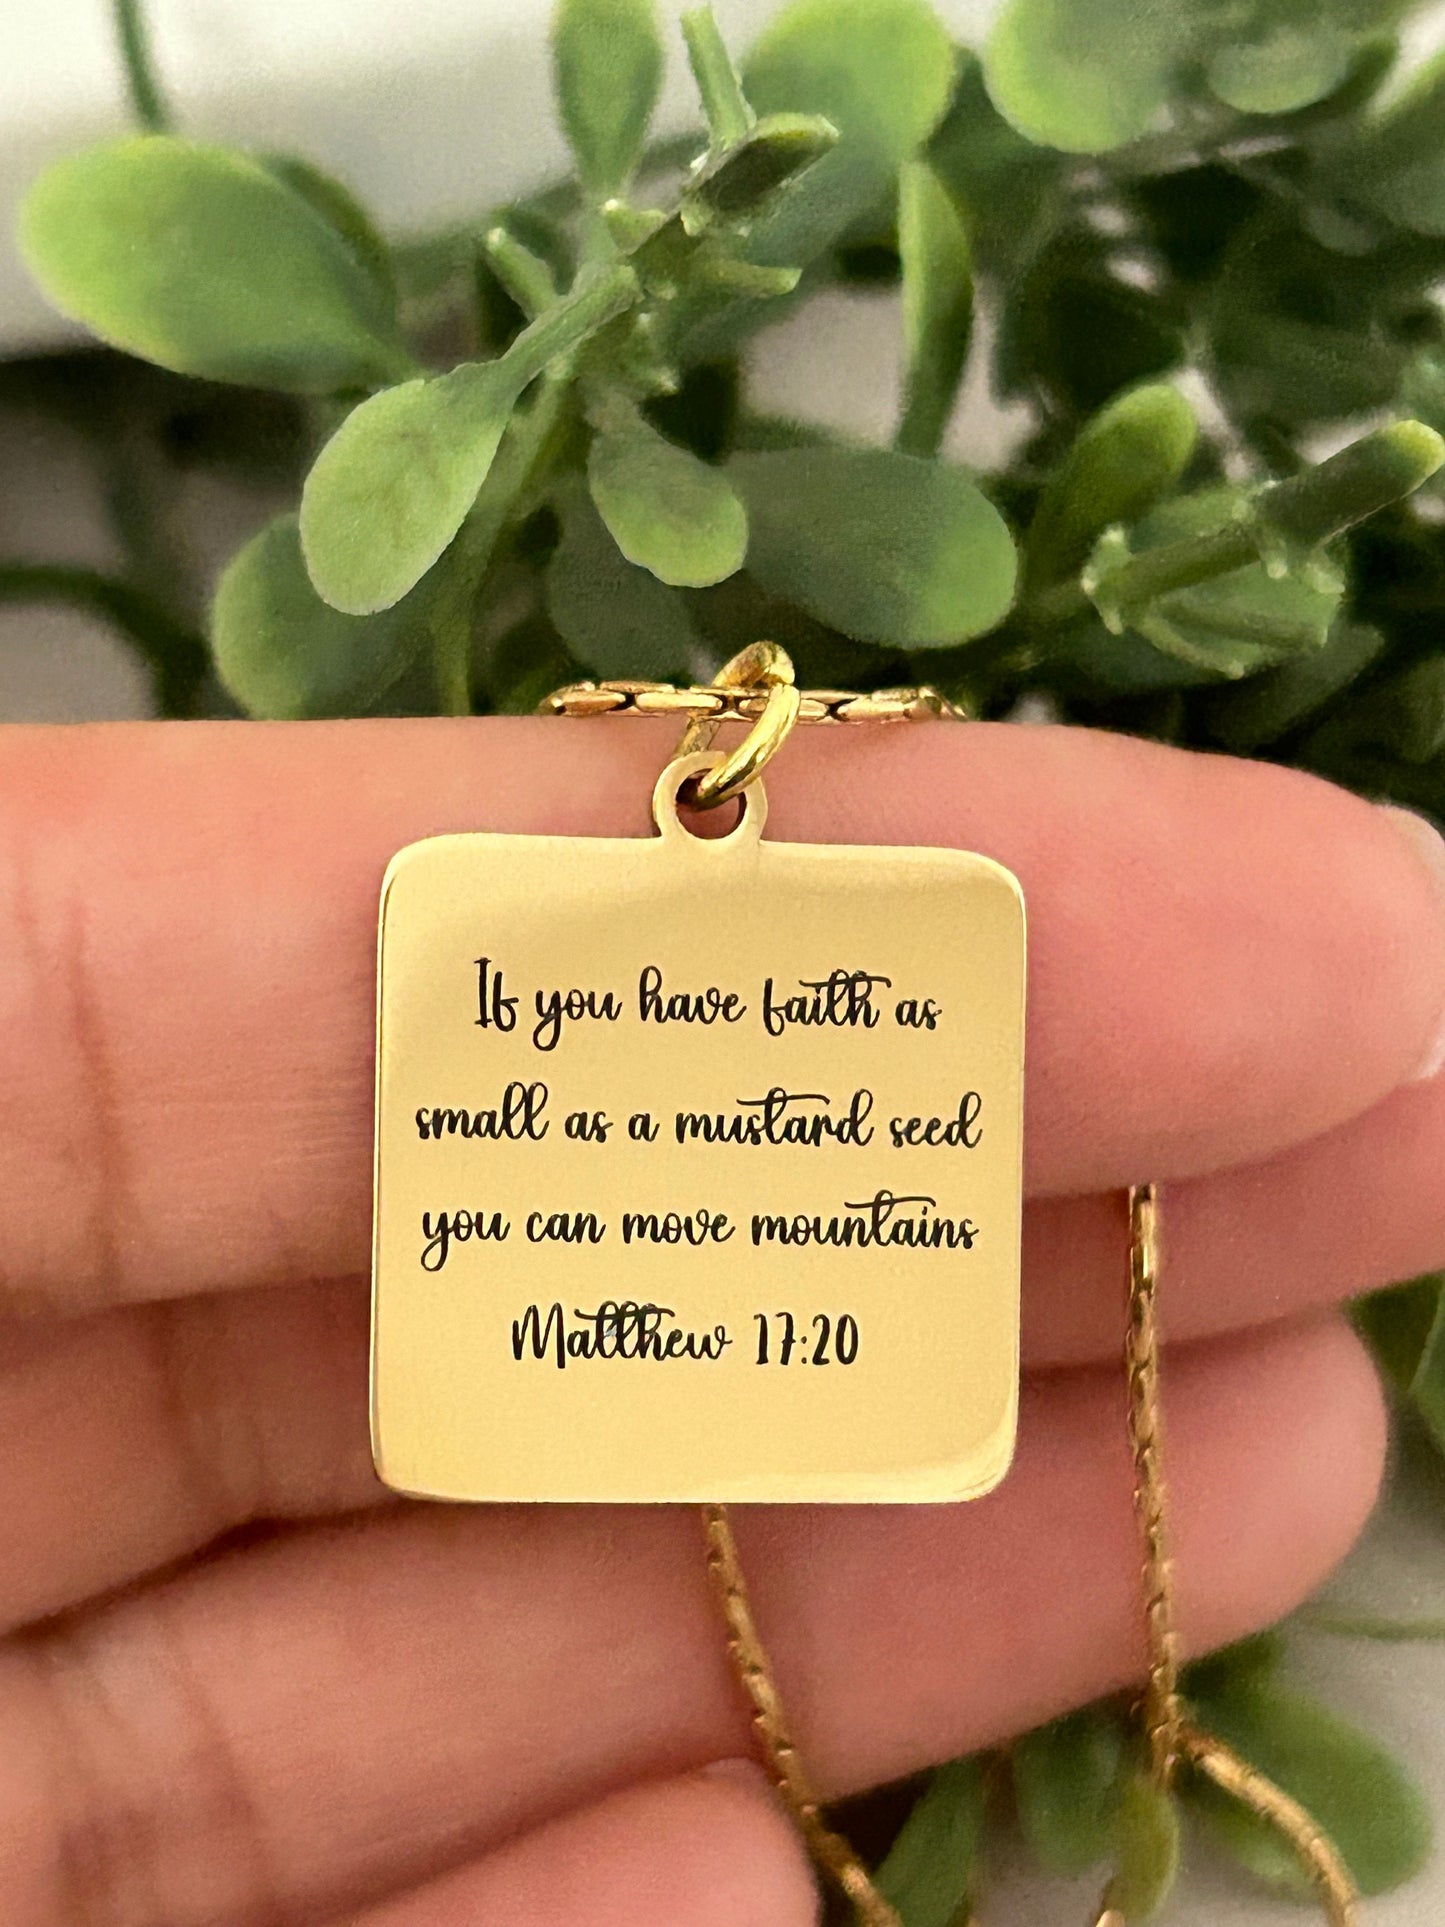 If you have faith as
small as a mustard seed
you can move mountains
Matthew 17:20